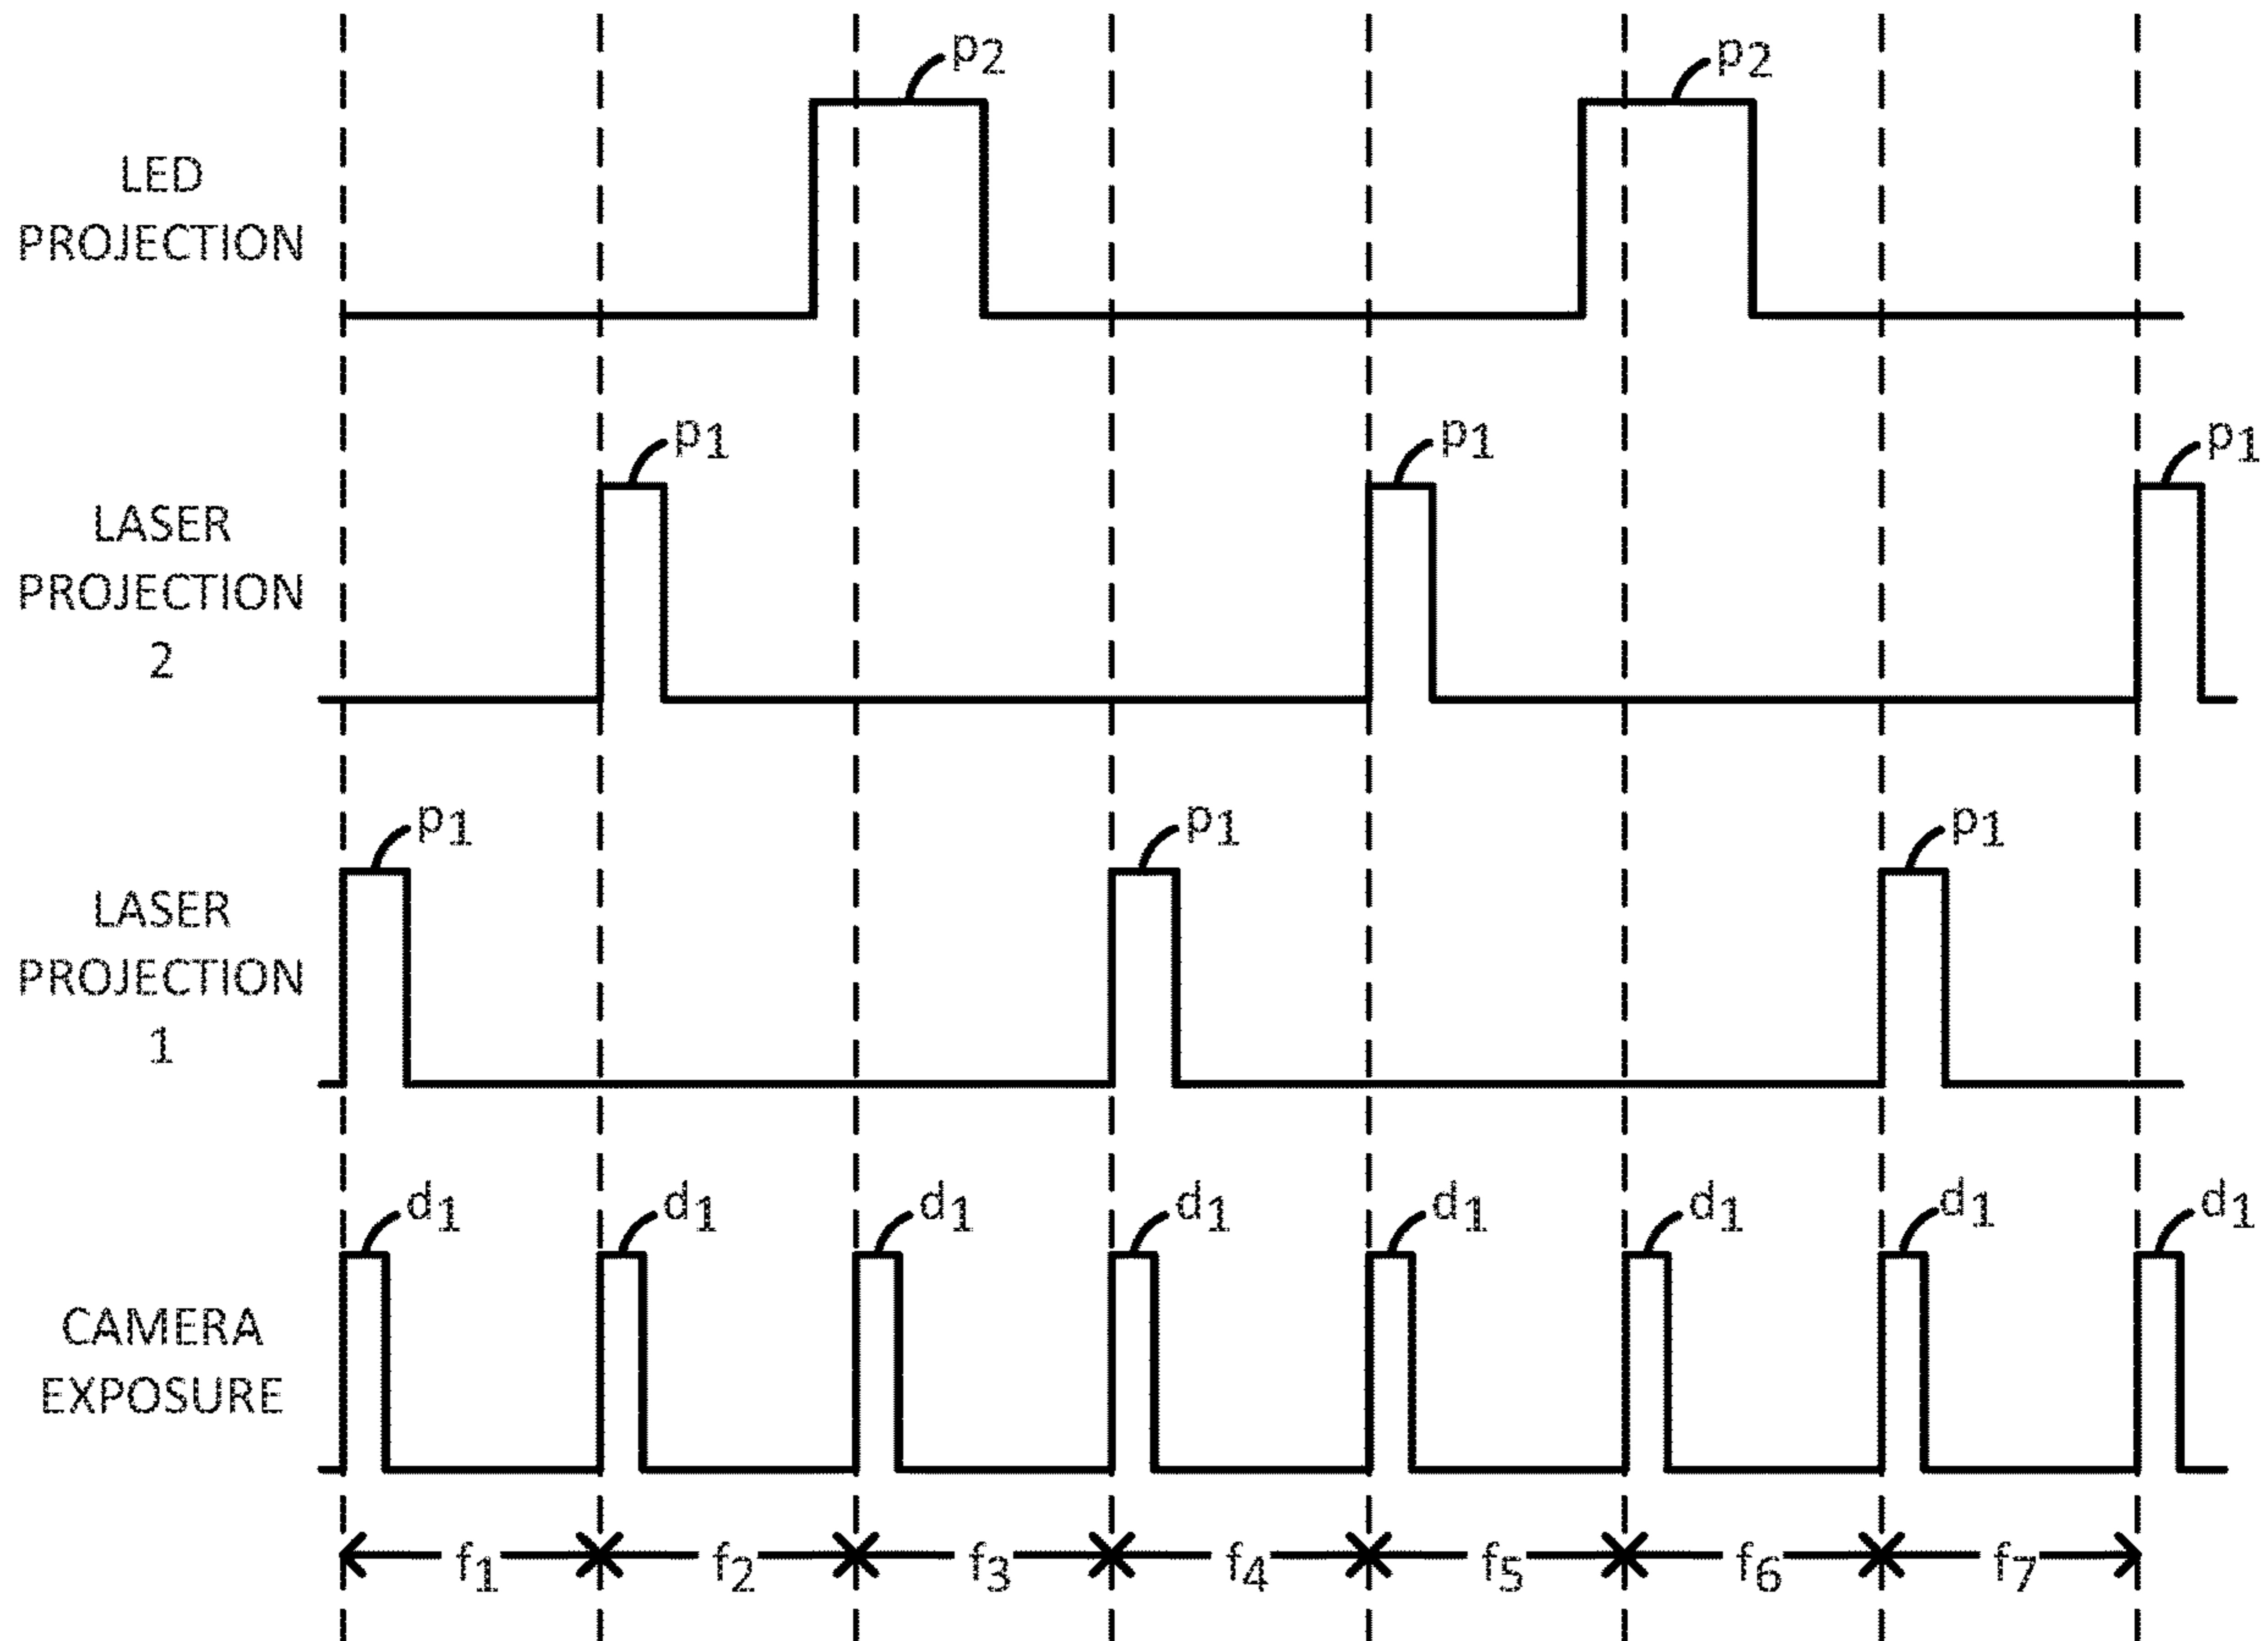 p2 p2
LED
PROJECTION
p1 p1 p1
LASER
PROJECTION
2
p1 p1 p1
LASER
PROJECTION
1
d1 d1 d1 d1 d1 d1 d1 d1
CAMERA
EXPOSURE
f1 f2 f3 f4 f5 f6 f7